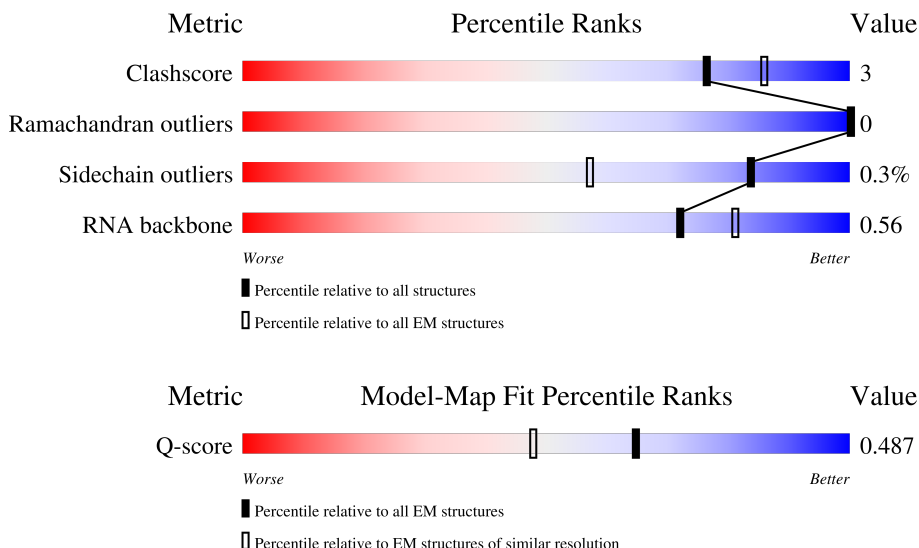 Metric Percentile Ranks Value
Clashscore 3
Ramachandran outliers 0
Sidechain outliers 0.3%
RNA backbone 0.56
Worse Better
Percentile relative to all structures
Percentile relative to all EM structures
Metric Model-Map Fit Percentile Ranks Value
Q-score 0.487
Worse Better
Percentile relative to all EM structures
Percentile relative to EM structures of similar resolution